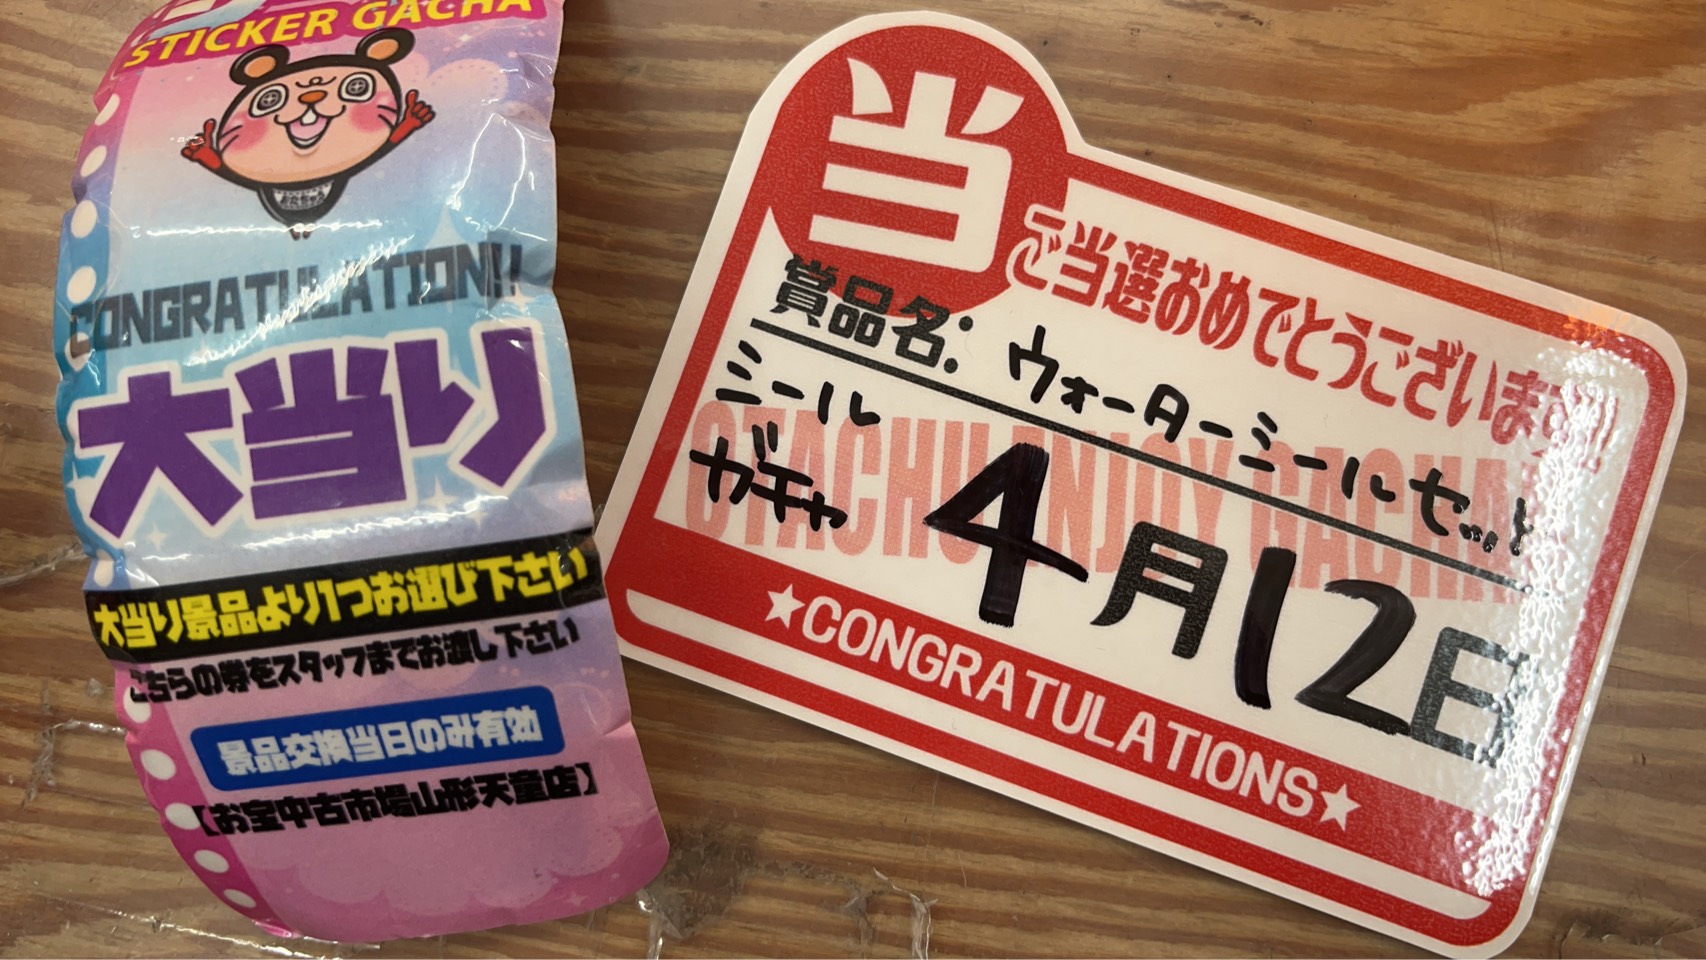 STICKER GACHA
CONGRATULATION!!
大当り
大当り景品より1つお選び下さい
こちらの券をスタッフまでお渡し下さい
景品交換当日のみ有効
【お宝中古市場山形天童店】
当
ご当選おめでとうございます!!
賞品名: ウォーターシールセット
シール
ガチャ
4月12日
OTACHU ENJOY GACHA
★CONGRATULATIONS★